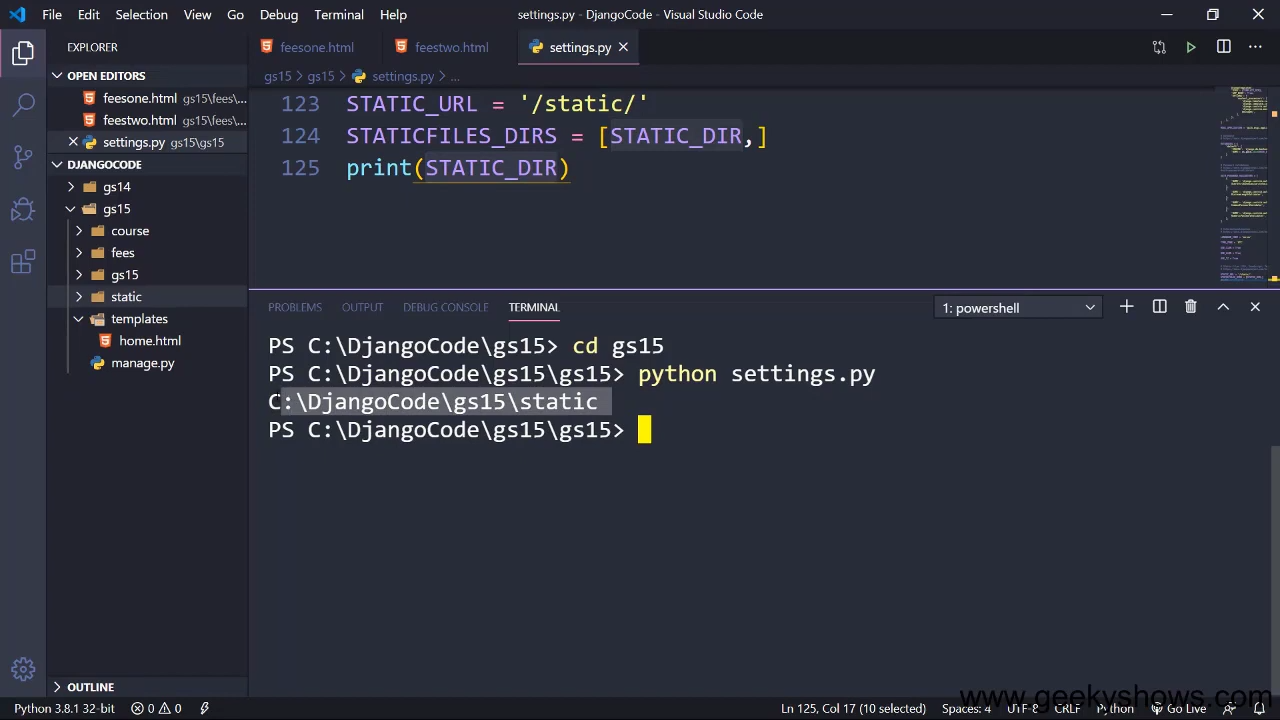 File Edit Selection View Go Debug Terminal Help settings.py - DjangoCode - Visual Studio Code
EXPLORER
OPEN EDITORS
feesone.html gs15\fees\...
feestwo.html gs15\fees\...
settings.py gs15\gs15
DJANGOCODE
gs14
gs15
course
fees
gs15
static
templates
home.html
manage.py
OUTLINE
feesone.html feestwo.html settings.py
gs15 > gs15 > settings.py > ...
123 STATIC_URL = '/static/'
124 STATICFILES_DIRS = [STATIC_DIR,]
125 print(STATIC_DIR)
PROBLEMS OUTPUT DEBUG CONSOLE TERMINAL 1: powershell
PS C:\DjangoCode\gs15> cd gs15
PS C:\DjangoCode\gs15\gs15> python settings.py
C:\DjangoCode\gs15\static
PS C:\DjangoCode\gs15\gs15>
www.geekyshows.com
Python 3.8.1 32-bit 0 0 Ln 125, Col 17 (10 selected) Spaces: 4 UTF-8 CRLF Python Go Live